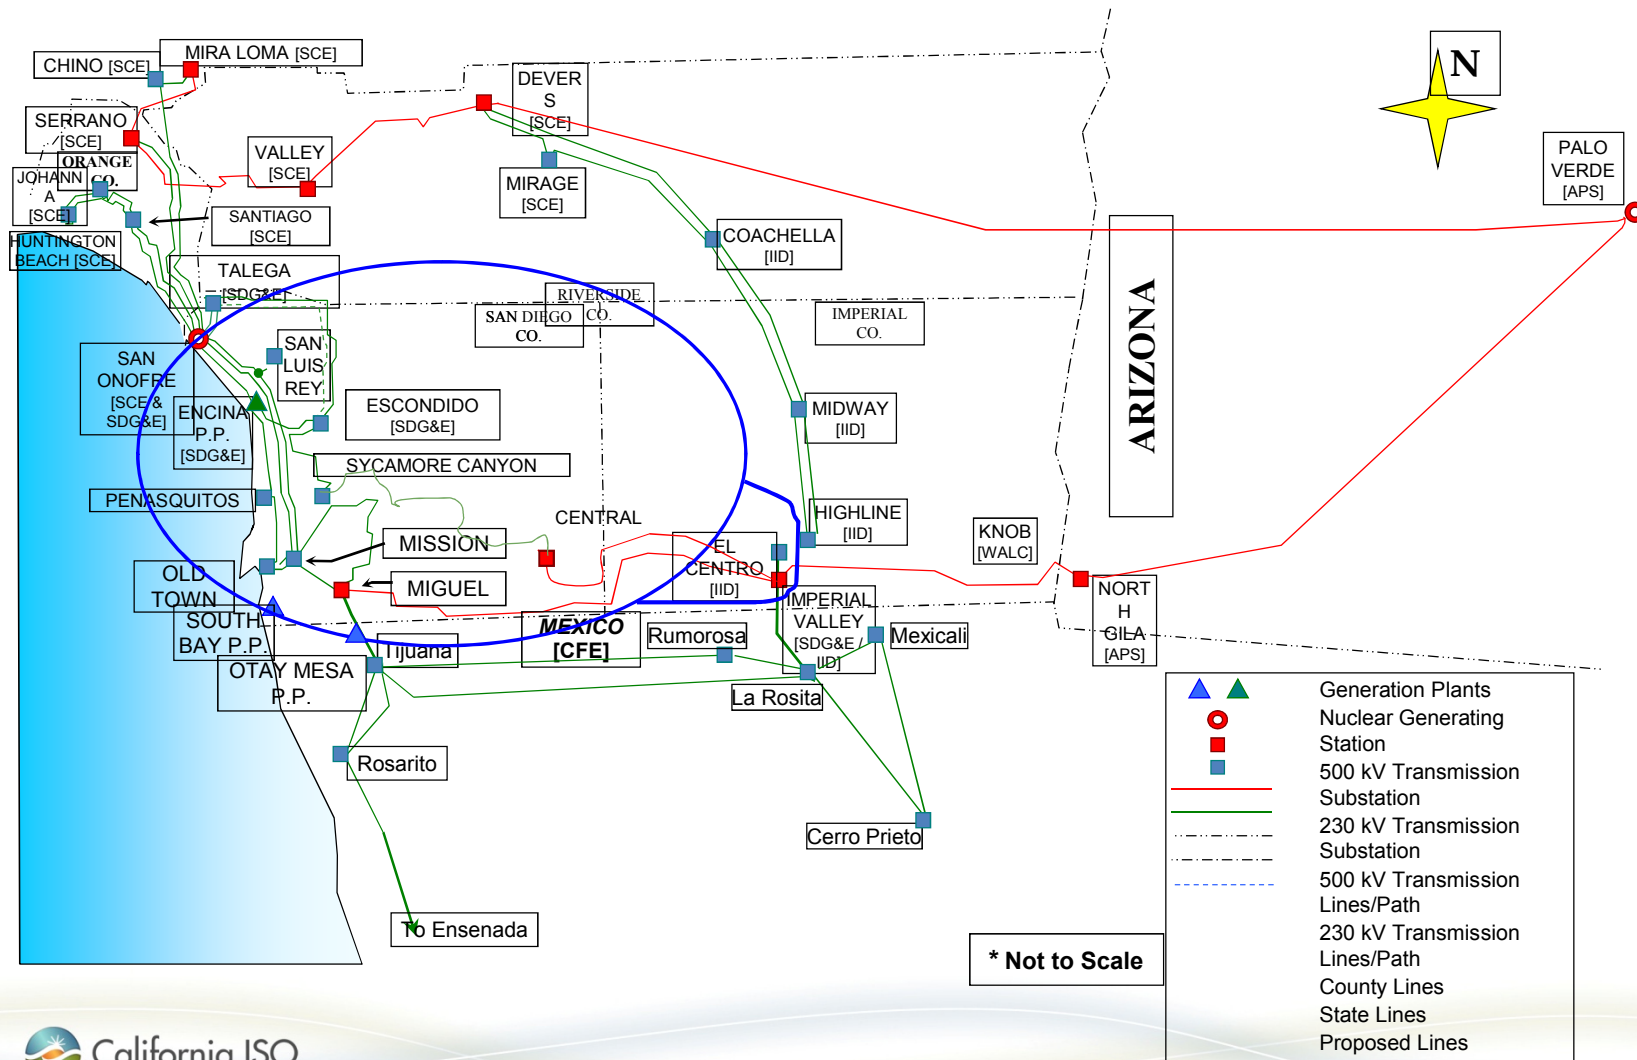 MIRA LOMA [SCE]
CHINO [SCE]
N
DEVER
S
[SCE]
SERRANO
[SCE]
VALLEY
[SCE]
ORANGE
CO.
PALO
VERDE
[APS]
JOHANN
A
[SCE]
MIRAGE
[SCE]
SANTIAGO
[SCE]
HUNTINGTON
BEACH [SCE]
COACHELLA
[IID]
TALEGA
[SDG&E]
RIVERSIDE
CO.
SAN DIEGO
CO.
IMPERIAL
CO.
ARIZONA
SAN
LUIS
REY
SAN
ONOFRE
[SCE &
SDG&E]
ENCINA
P.P.
[SDG&E]
ESCONDIDO
[SDG&E]
MIDWAY
[IID]
SYCAMORE CANYON
PENASQUITOS
CENTRAL
HIGHLINE
[IID]
KNOB
[WALC]
MISSION
EL
CENTRO
[IID]
OLD
TOWN
MIGUEL
NORT
H
GILA
[APS]
IMPERIAL
VALLEY
[SDG&E /
IID]
SOUTH
BAY P.P.
MEXICO
[CFE]
Rumorosa
Mexicali
Tijuana
OTAY MESA
P.P.
La Rosita
Rosarito
Cerro Prieto
To Ensenada
* Not to Scale
Generation Plants
Nuclear Generating
Station
500 kV Transmission
Substation
230 kV Transmission
Substation
500 kV Transmission
Lines/Path
230 kV Transmission
Lines/Path
County Lines
State Lines
Proposed Lines
California ISO